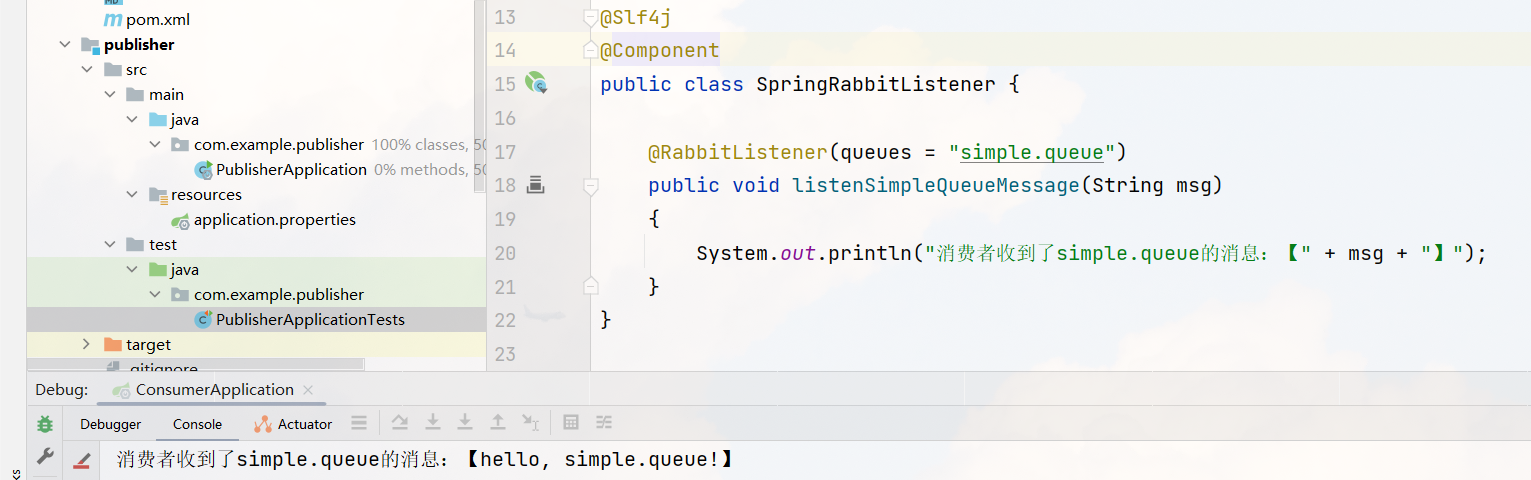 pom.xml
publisher
src
main
java
com.example.publisher 100% classes, 50
PublisherApplication 0% methods, 50
resources
application.properties
test
java
com.example.publisher
PublisherApplicationTests
target
.gitignore
13 @Slf4j
14 @Component
15 public class SpringRabbitListener {
16
17 @RabbitListener(queues = "simple.queue")
18 public void listenSimpleQueueMessage(String msg)
19 {
20 System.out.println("消费者收到了simple.queue的消息：【" + msg + "】");
21 }
22 }
23
Debug: ConsumerApplication
Debugger Console Actuator
消费者收到了simple.queue的消息：【hello, simple.queue!】